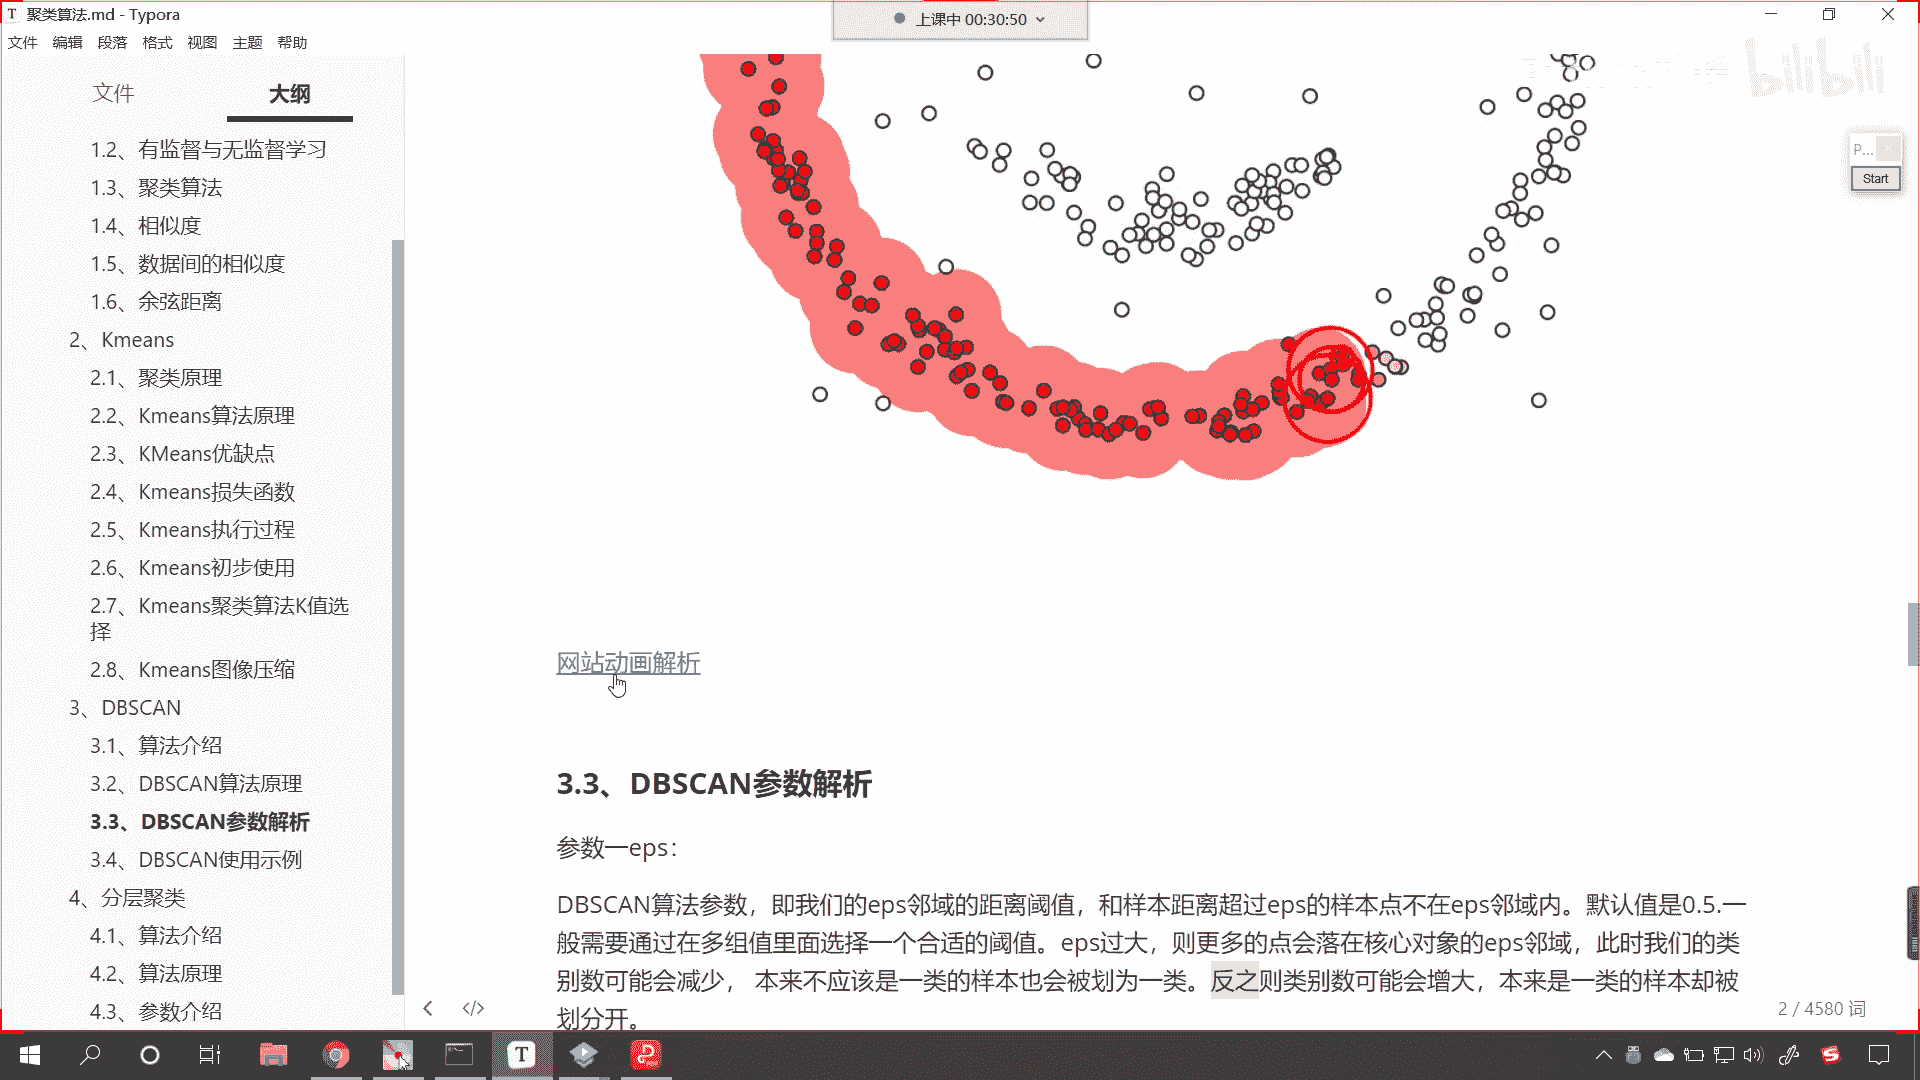 聚类算法.md - Typora
上课中 00:30:50
文件 编辑 段落 格式 视图 主题 帮助
bilibili
文件 大纲
P...
Start
1.2、有监督与无监督学习
1.3、聚类算法
1.4、相似度
1.5、数据间的相似度
1.6、余弦距离
2、Kmeans
2.1、聚类原理
2.2、Kmeans算法原理
2.3、KMeans优缺点
2.4、Kmeans损失函数
2.5、Kmeans执行过程
2.6、Kmeans初步使用
2.7、Kmeans聚类算法K值选
择
2.8、Kmeans图像压缩
3、DBSCAN
3.1、算法介绍
3.2、DBSCAN算法原理
3.3、DBSCAN参数解析
3.4、DBSCAN使用示例
4、分层聚类
4.1、算法介绍
4.2、算法原理
4.3、参数介绍
网站动画解析
3.3、DBSCAN参数解析
参数一eps：
DBSCAN算法参数，即我们的eps邻域的距离阈值，和样本距离超过eps的样本点不在eps邻域内。默认值是0.5.一
般需要通过在多组值里面选择一个合适的阈值。eps过大，则更多的点会落在核心对象的eps邻域，此时我们的类
别数可能会减少， 本来不应该是一类的样本也会被划为一类。反之则类别数可能会增大，本来是一类的样本却被
划分开。
2 / 4580 词